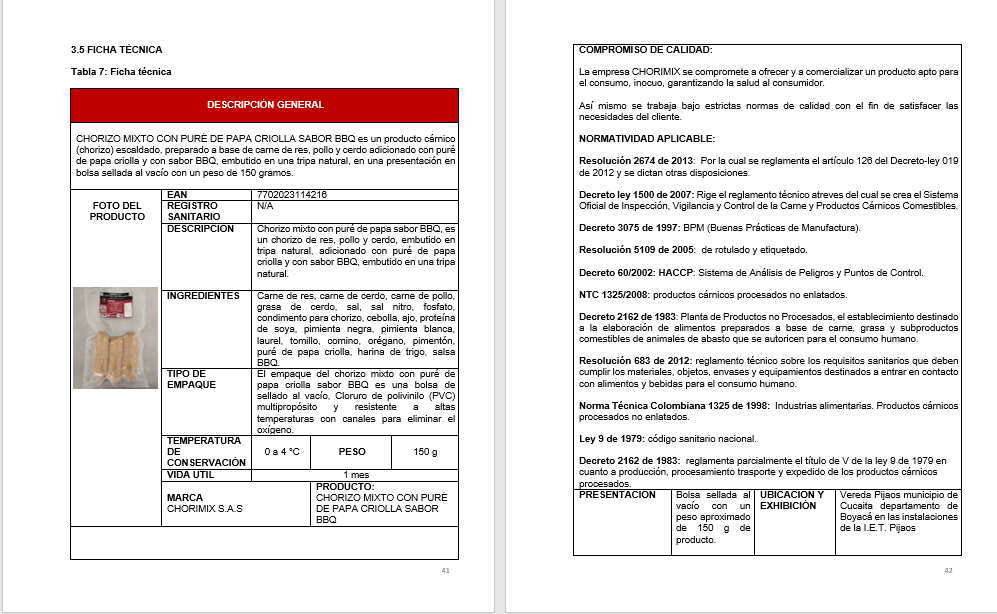 3.5 FICHA TÉCNICA
Tabla 7: Ficha técnica
DESCRIPCIÓN GENERAL
CHORIZO MIXTO CON PURÉ DE PAPA CRIOLLA SABOR BBQ es un producto cárnico
(chorizo) escaldado, preparado a base de carne de res, pollo y cerdo adicionado con puré
de papa criolla y con sabor BBQ, embutido en una tripa natural, en una presentación en
bolsa sellada al vacío con un peso de 150 gramos.
FOTO DEL
PRODUCTO
EAN
7702023114216
REGISTRO
SANITARIO
N/A
DESCRIPCION
Chorizo mixto con puré de papa sabor BBQ, es
un chorizo de res, pollo y cerdo, embutido en
tripa natural, adicionado con puré de papa
criolla y con sabor BBQ, embutido en una tripa
natural.
INGREDIENTES
Carne de res, carne de cerdo, carne de pollo,
grasa de cerdo, sal, sal nitro, fosfato,
condimento para chorizo, cebolla, ajo, proteína
de soya, pimienta negra, pimienta blanca,
laurel, tomillo, comino, orégano, pimentón,
puré de papa criolla, harina de trigo, salsa
BBQ.
TIPO DE
EMPAQUE
El empaque del chorizo mixto con puré de
papa criolla sabor BBQ es una bolsa de
sellado al vacío, Cloruro de polivinilo (PVC)
multipropósito y resistente a altas
temperaturas con canales para eliminar el
oxígeno.
TEMPERATURA
DE
CONSERVACIÓN
0 a 4 °C
PESO
150 g
VIDA UTIL
1 mes
MARCA
CHORIMIX S.A.S
PRODUCTO:
CHORIZO MIXTO CON PURÉ
DE PAPA CRIOLLA SABOR
BBQ
41
COMPROMISO DE CALIDAD:
La empresa CHORIMIX se compromete a ofrecer y a comercializar un producto apto para
el consumo, inocuo, garantizando la salud al consumidor.
Así mismo se trabaja bajo estrictas normas de calidad con el fin de satisfacer las
necesidades del cliente.
NORMATIVIDAD APLICABLE:
Resolución 2674 de 2013: Por la cual se reglamenta el artículo 126 del Decreto-ley 019
de 2012 y se dictan otras disposiciones.
Decreto ley 1500 de 2007: Rige el reglamento técnico atreves del cual se crea el Sistema
Oficial de Inspección, Vigilancia y Control de la Carne y Productos Cárnicos Comestibles.
Decreto 3075 de 1997: BPM (Buenas Prácticas de Manufactura).
Resolución 5109 de 2005: de rotulado y etiquetado.
Decreto 60/2002: HACCP: Sistema de Análisis de Peligros y Puntos de Control.
NTC 1325/2008: productos cárnicos procesados no enlatados.
Decreto 2162 de 1983: Planta de Productos no Procesados, el establecimiento destinado
a la elaboración de alimentos preparados a base de carne, grasa y subproductos
comestibles de animales de abasto que se autoricen para el consumo humano.
Resolución 683 de 2012: reglamento técnico sobre los requisitos sanitarios que deben
cumplir los materiales, objetos, envases y equipamientos destinados a entrar en contacto
con alimentos y bebidas para el consumo humano.
Norma Técnica Colombiana 1325 de 1998: Industrias alimentarias. Productos cárnicos
procesados no enlatados.
Ley 9 de 1979: código sanitario nacional.
Decreto 2162 de 1983: reglamenta parcialmente el título de V de la ley 9 de 1979 en
cuanto a producción, procesamiento trasporte y expedido de los productos cárnicos
procesados.
PRESENTACION
Bolsa sellada al
vacío con un
peso aproximado
de 150 g de
producto.
UBICACIÓN Y
EXHIBICIÓN
Vereda Pijaos municipio de
Cucaita departamento de
Boyacá en las instalaciones
de la I.E.T. Pijaos
42